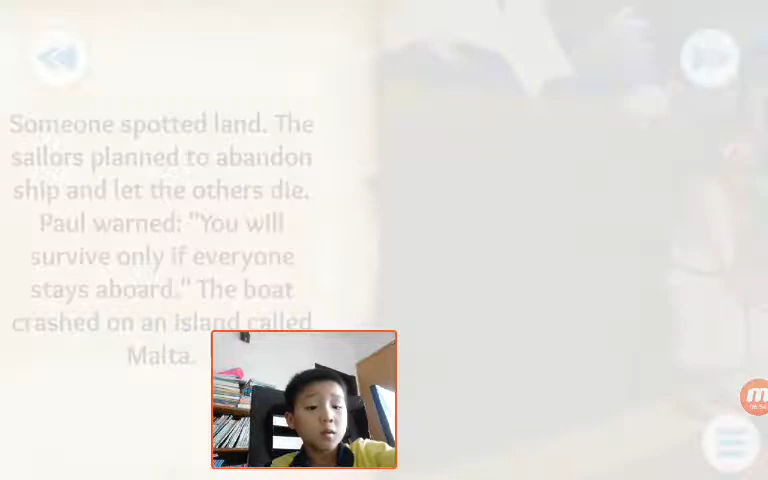 Someone spotted land. The
sailors planned to abandon
ship and let the others die.
Paul warned: "You will
survive only if everyone
stays aboard." The boat
crashed on an island called
Malta.